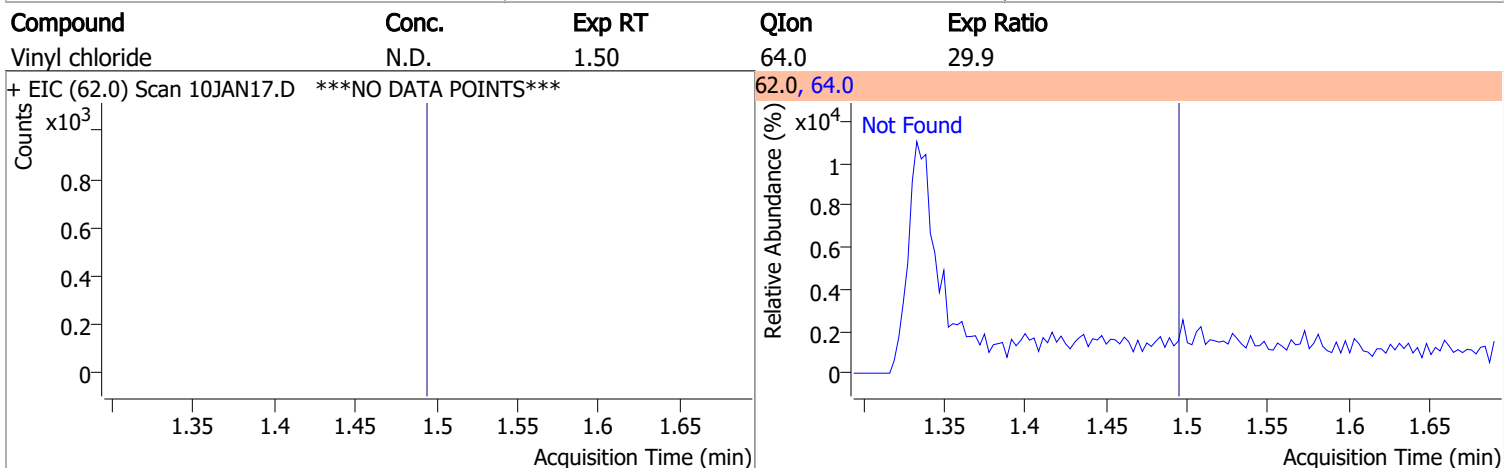 Compound Conc. Exp RT QIon Exp Ratio
Vinyl chloride N.D. 1.50 64.0 29.9
+ EIC (62.0) Scan 10JAN17.D ***NO DATA POINTS***
Counts
x10³
0.8
0.6
0.4
0.2
0
1.35 1.4 1.45 1.5 1.55 1.6 1.65
Acquisition Time (min)
62.0, 64.0
Relative Abundance (%)
x10⁴
Not Found
1
0.8
0.6
0.4
0.2
0
1.35 1.4 1.45 1.5 1.55 1.6 1.65
Acquisition Time (min)